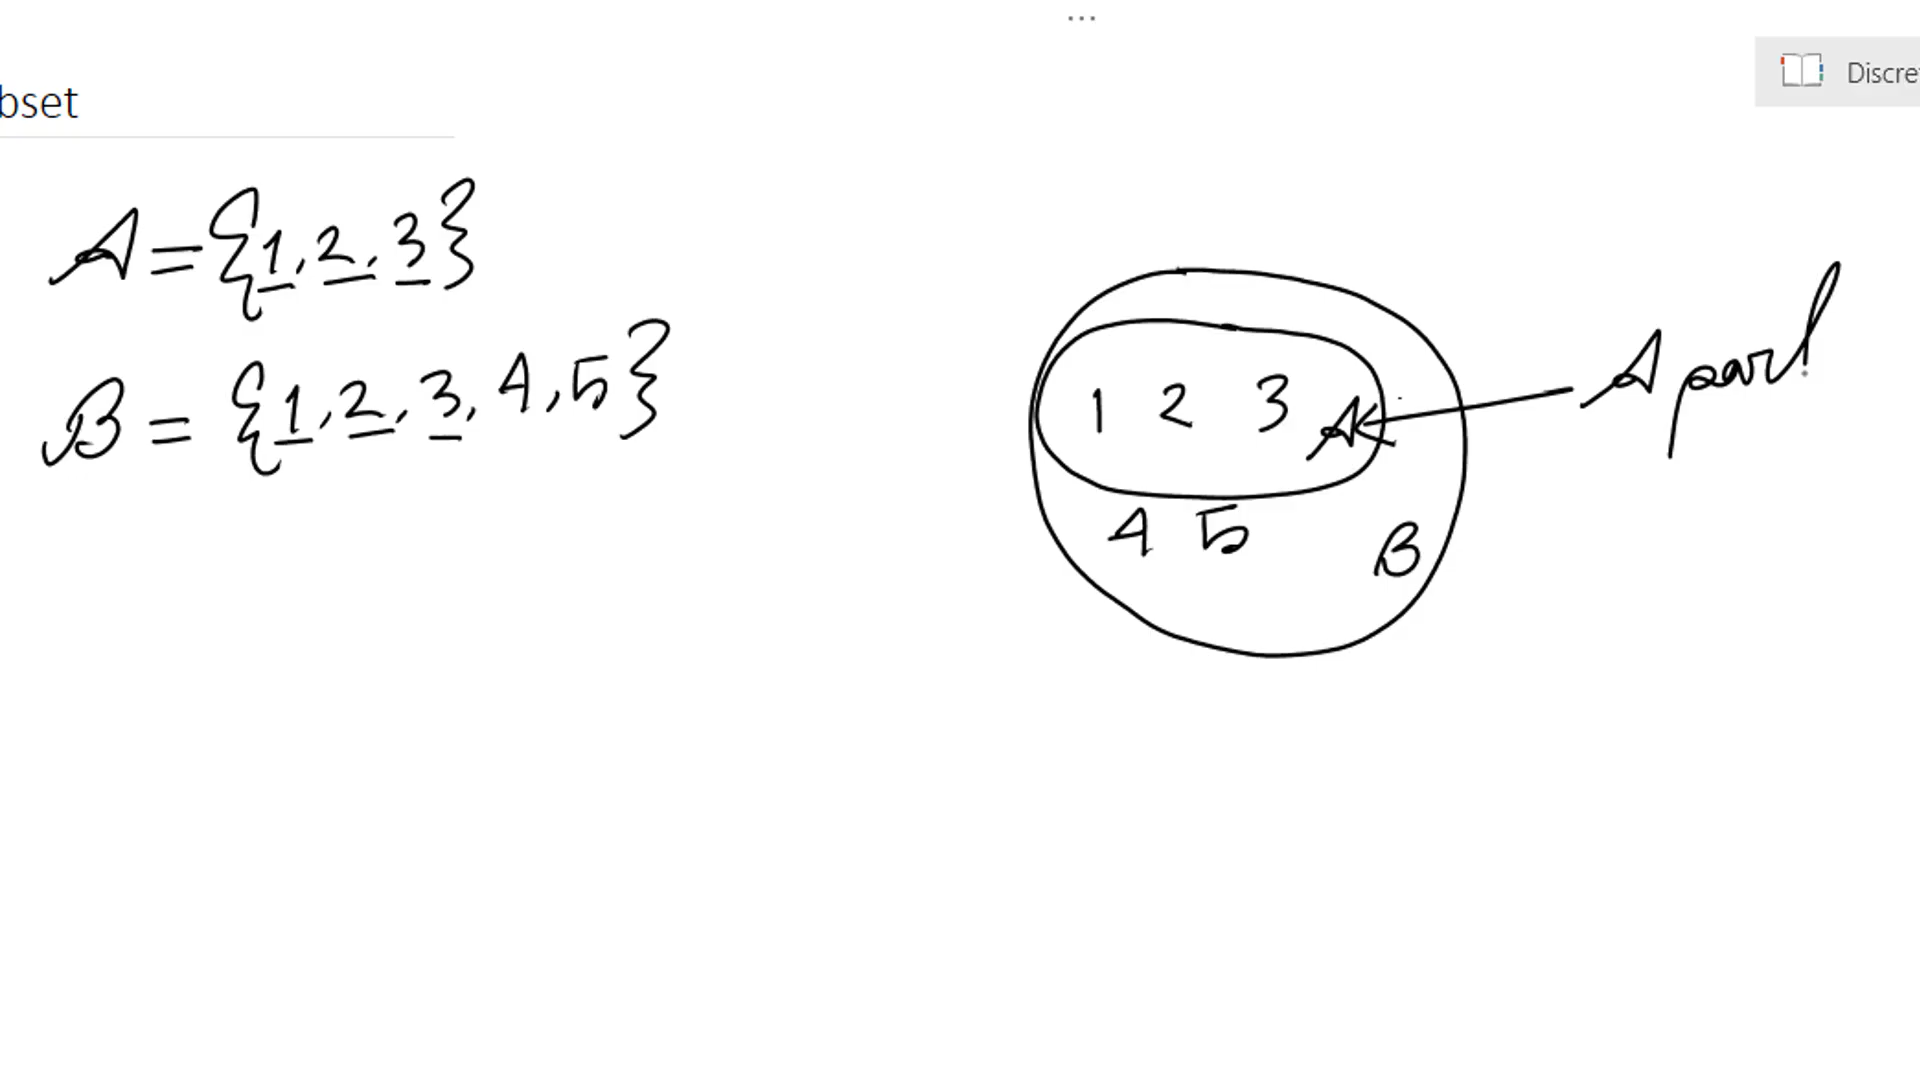 ...
bset
Discre
A = {1, 2, 3}
B = {1, 2, 3, 4, 5}
1 2 3 A
A part
4 5 B